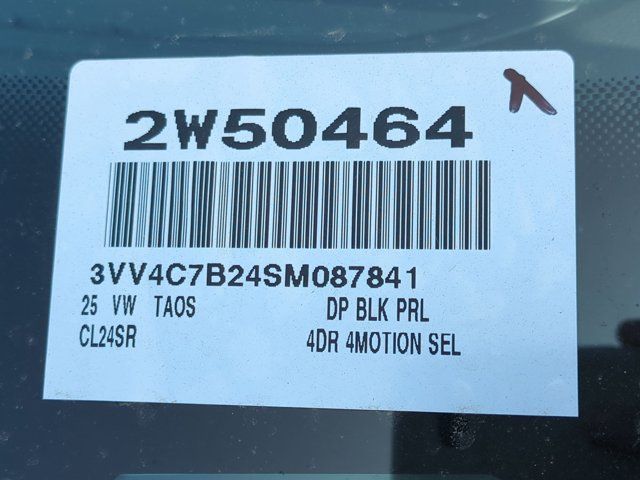 2W50464
3VV4C7B24SM087841
25 VW TAOS DP BLK PRL
CL24SR 4DR 4MOTION SEL